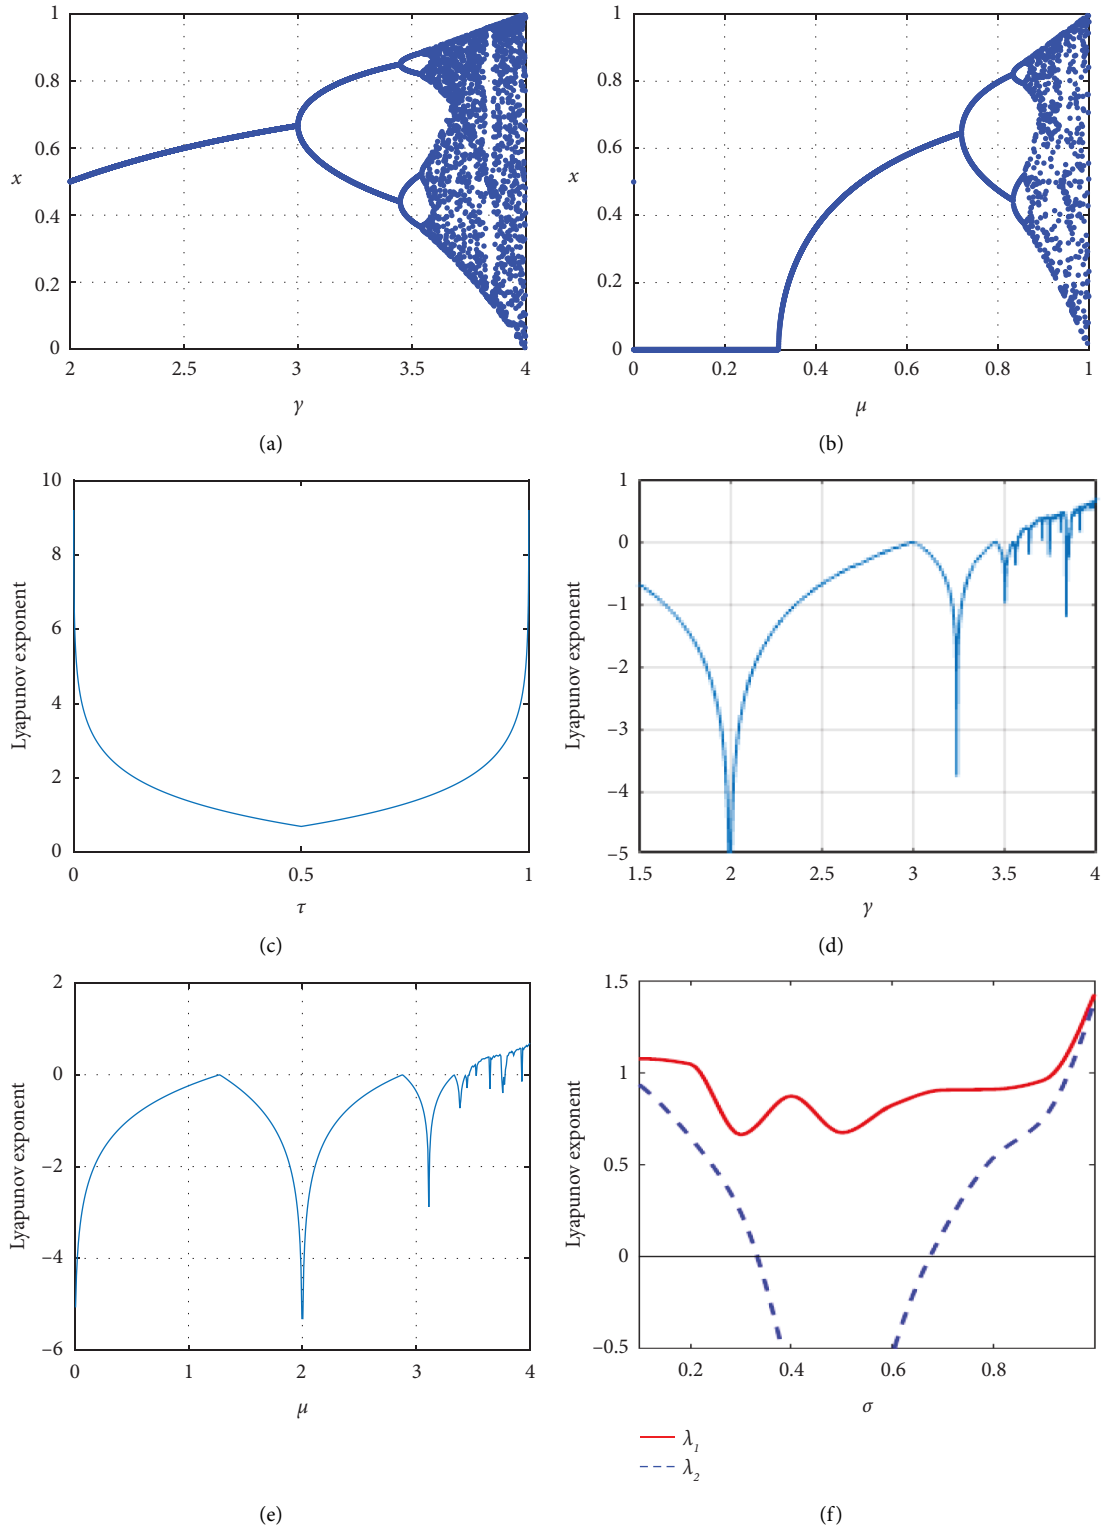 1
0.8
0.6
x
0.4
0.2
0
2 2.5 3 3.5 4
γ
(a)
1
0.8
0.6
x
0.4
0.2
0
0 0.2 0.4 0.6 0.8 1
μ
(b)
10
8
6
4
2
0
Lyapunov exponent
0 0.5 1
τ
(c)
1
0
–1
–2
–3
–4
–5
Lyapunov exponent
1.5 2 2.5 3 3.5 4
γ
(d)
2
0
–2
–4
–6
Lyapunov exponent
0 1 2 3 4
μ
(e)
1.5
1
0.5
0
–0.5
Lyapunov exponent
0.2 0.4 0.6 0.8
σ
λ1
λ2
(f)